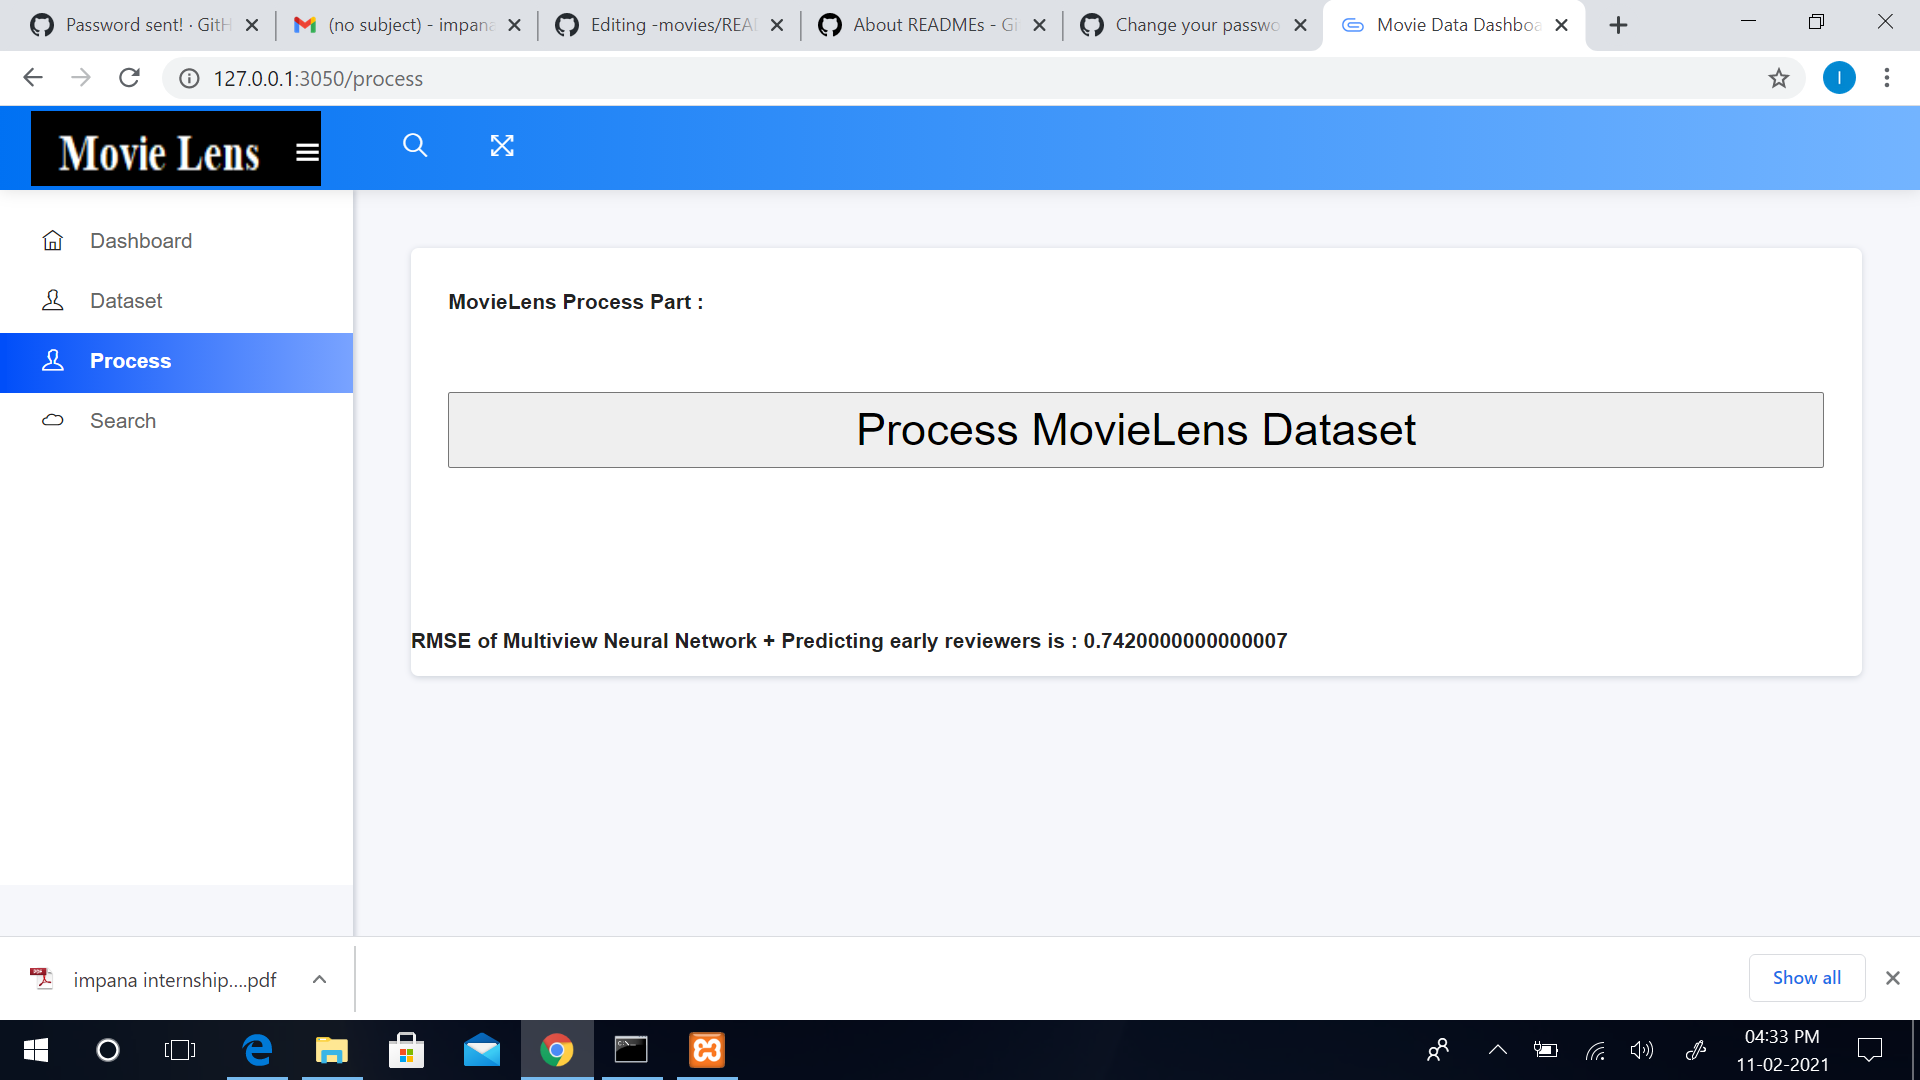 Password sent! · GitH
(no subject) - impana
Editing -movies/REA
About READMEs - Gi
Change your passwo
Movie Data Dashboa
127.0.0.1:3050/process
I
Movie Lens
Dashboard
Dataset
Process
Search
MovieLens Process Part :
Process MovieLens Dataset
RMSE of Multiview Neural Network + Predicting early reviewers is : 0.7420000000000007
impana internship....pdf
Show all
04:33 PM
11-02-2021